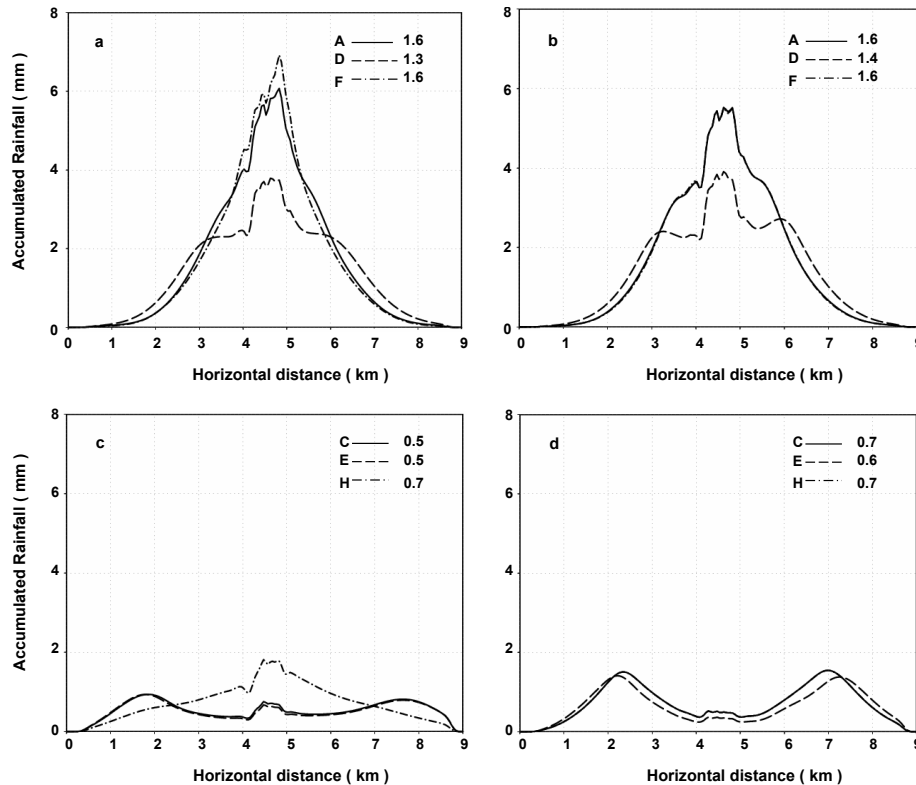 a
A 1.6
D 1.3
F 1.6
Accumulated Rainfall ( mm )
8
6
4
2
0
0 1 2 3 4 5 6 7 8 9
Horizontal distance ( km )
b
A 1.6
D 1.4
F 1.6
8
6
4
2
0
0 1 2 3 4 5 6 7 8 9
Horizontal distance ( km )
c
C 0.5
E 0.5
H 0.7
Accumulated Rainfall ( mm )
8
6
4
2
0
0 1 2 3 4 5 6 7 8 9
Horizontal distance ( km )
d
C 0.7
E 0.6
H 0.7
8
6
4
2
0
0 1 2 3 4 5 6 7 8 9
Horizontal distance ( km )